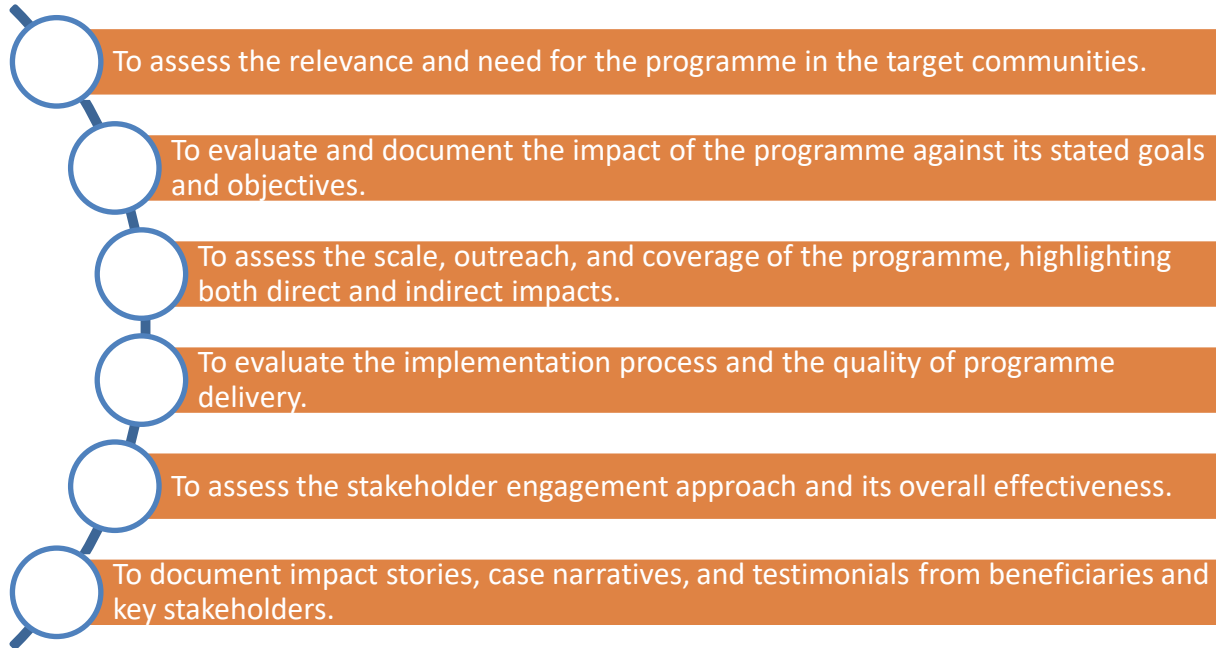 To assess the relevance and need for the programme in the target communities.
To evaluate and document the impact of the programme against its stated goals
and objectives.
To assess the scale, outreach, and coverage of the programme, highlighting
both direct and indirect impacts.
To evaluate the implementation process and the quality of programme
delivery.
To assess the stakeholder engagement approach and its overall effectiveness.
To document impact stories, case narratives, and testimonials from beneficiaries and
key stakeholders.